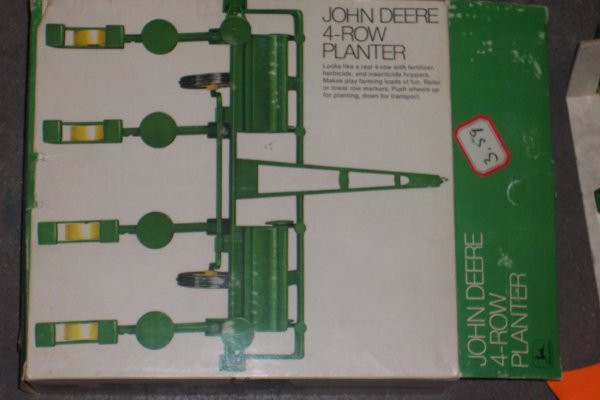 JOHN DEERE
4-ROW
PLANTER
Looks like a real 4-row with fertilizer,
herbicide, and insecticide hoppers.
Makes play farming loads of fun. Raise
or lower row markers. Push wheels up
for planting, down for transport.
3.59
15
JOHN DEERE
4-ROW
PLANTER